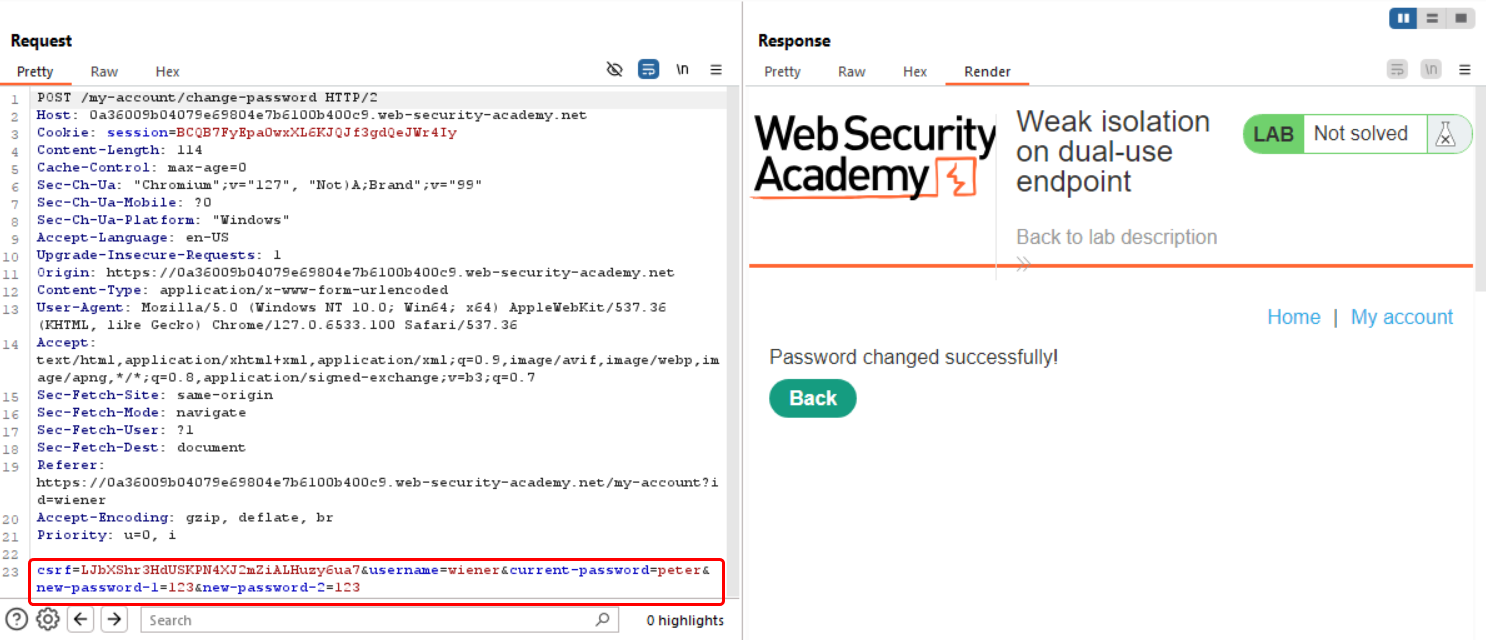 Request
Pretty Raw Hex
\n
1 POST /my-account/change-password HTTP/2
2 Host: 0a36009b04079e69804e7b6100b400c9.web-security-academy.net
3 Cookie: session=BCQB7FyEpaOwxXL6KJQJf3gdQeJWr4Iy
4 Content-Length: 114
5 Cache-Control: max-age=0
6 Sec-Ch-Ua: "Chromium";v="127", "Not)A;Brand";v="99"
7 Sec-Ch-Ua-Mobile: ?0
8 Sec-Ch-Ua-Platform: "Windows"
9 Accept-Language: en-US
10 Upgrade-Insecure-Requests: 1
11 Origin: https://0a36009b04079e69804e7b6100b400c9.web-security-academy.net
12 Content-Type: application/x-www-form-urlencoded
13 User-Agent: Mozilla/5.0 (Windows NT 10.0; Win64; x64) AppleWebKit/537.36
(KHTML, like Gecko) Chrome/127.0.6533.100 Safari/537.36
14 Accept:
text/html,application/xhtml+xml,application/xml;q=0.9,image/avif,image/webp,im
age/apng,*/*;q=0.8,application/signed-exchange;v=b3;q=0.7
15 Sec-Fetch-Site: same-origin
16 Sec-Fetch-Mode: navigate
17 Sec-Fetch-User: ?1
18 Sec-Fetch-Dest: document
19 Referer:
https://0a36009b04079e69804e7b6100b400c9.web-security-academy.net/my-account?i
d=wiener
20 Accept-Encoding: gzip, deflate, br
21 Priority: u=0, i
22
23 csrf=LJbXShr3HdUSKPN4XJ2mZiALHuzy6ua7&username=wiener&current-password=peter&
new-password-1=123&new-password-2=123
Search
0 highlights
Response
Pretty Raw Hex Render
\n
Web Security
Academy
Weak isolation
on dual-use
endpoint
LAB Not solved
Back to lab description
Home | My account
Password changed successfully!
Back